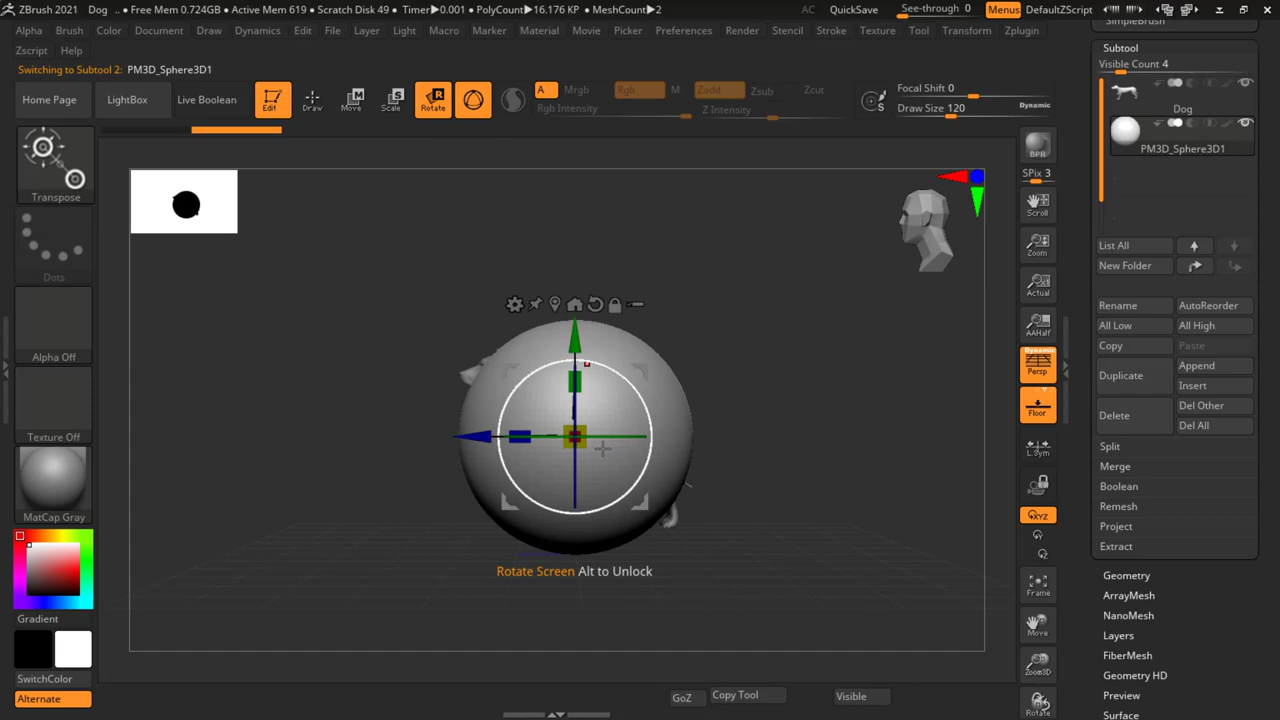 ZBrush 2021 Dog .. • Free Mem 0.724GB • Active Mem 619 • Scratch Disk 49 • Timer▶0.001 • PolyCount▶16.176 KP • MeshCount▶2 AC QuickSave See-through 0 Menus DefaultZScript
Alpha Brush Color Document Draw Dynamics Edit File Layer Light Macro Marker Material Movie Picker Preferences Render Stencil Stroke Texture Tool Transform Zplugin
Zscript Help
Switching to Subtool 2: PM3D_Sphere3D1
Home Page LightBox Live Boolean Edit Draw Move Scale Rotate A Mrgb Rgb M Zadd Zsub Zcut
Rgb Intensity Z Intensity
Focal Shift 0
Draw Size 120 Dynamic
Transpose
Dots
Alpha Off
Texture Off
MatCap Gray
Gradient
SwitchColor
Alternate
Rotate Screen Alt to Unlock
GoZ Copy Tool Visible
BPR
SPix 3
Scroll
Zoom
Actual
AAHalf
Dynamic
Persp
Floor
L.Sym
XYZ
Frame
Move
Zoom3D
Rotate
SimpleBrush
Subtool
Visible Count 4
Dog
PM3D_Sphere3D1
List All
New Folder
Rename AutoReorder
All Low All High
Copy Paste
Duplicate Append
Insert
Delete Del Other
Del All
Split
Merge
Boolean
Remesh
Project
Extract
Geometry
ArrayMesh
NanoMesh
Layers
FiberMesh
Geometry HD
Preview
Surface